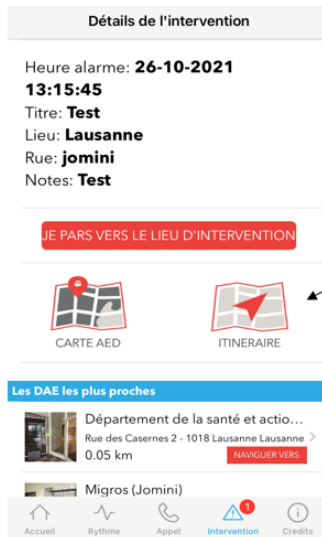 Détails de l'intervention
Heure alarme: 26-10-2021
13:15:45
Titre: Test
Lieu: Lausanne
Rue: jomini
Notes: Test
JE PARS VERS LE LIEU D'INTERVENTION
CARTE AED
ITINERAIRE
Les DAE les plus proches
Département de la santé et actio...
Rue des Casernes 2 - 1018 Lausanne Lausanne
0.05 km
NAVIGUER VERS
Migros (Jomini)
1
Accueil
Rythme
Appel
Intervention
Credits